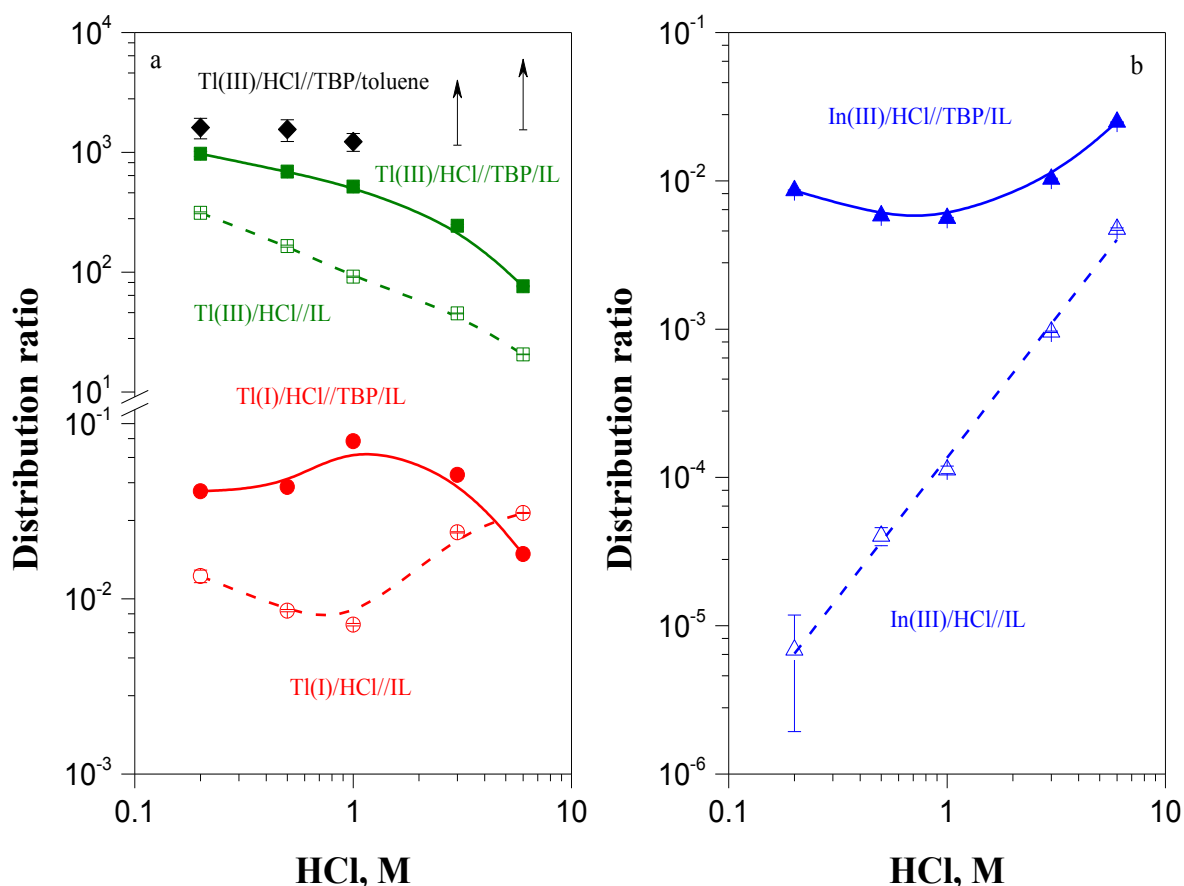 a
Tl(III)/HCl//TBP/toluene
Tl(III)/HCl//TBP/IL
Tl(III)/HCl//IL
Tl(I)/HCl//TBP/IL
Tl(I)/HCl//IL
10^4
10^3
10^2
10^1
10^-1
10^-2
10^-3
Distribution ratio
0.1 1 10
HCl, M
b
In(III)/HCl//TBP/IL
In(III)/HCl//IL
10^-1
10^-2
10^-3
10^-4
10^-5
10^-6
Distribution ratio
0.1 1 10
HCl, M